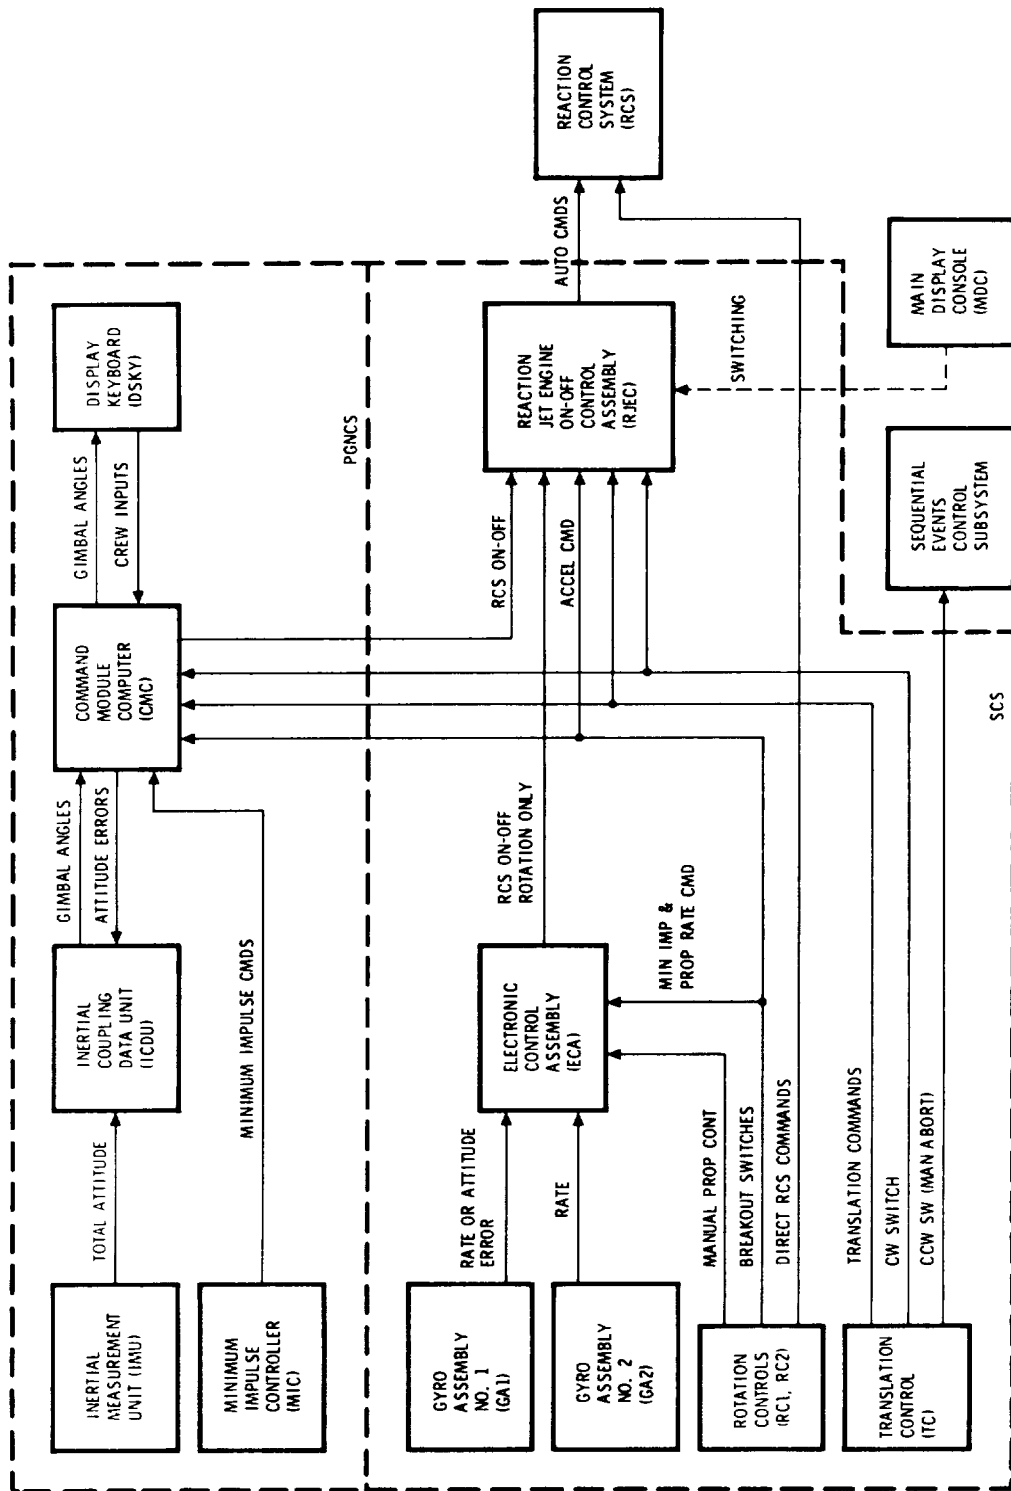 INERTIAL
MEASUREMENT
UNIT (IMU)
TOTAL ATTITUDE
INERTIAL
COUPLING
DATA UNIT
(ICDU)
GIMBAL ANGLES
ATTITUDE ERRORS
COMMAND
MODULE
COMPUTER
(CMC)
GIMBAL ANGLES
CREW INPUTS
DISPLAY
KEYBOARD
(DSKY)
MINIMUM
IMPULSE
CONTROLLER
(MIC)
MINIMUM IMPULSE CMDS
PGNCS
GYRO
ASSEMBLY
NO. 1
(GA1)
RATE OR ATTITUDE
ERROR
GYRO
ASSEMBLY
NO. 2
(GA2)
RATE
ELECTRONIC
CONTROL
ASSEMBLY
(ECA)
RCS ON-OFF
ROTATION ONLY
MIN IMP &
PROP RATE CMD
RCS ON-OFF
ACCEL CMD
REACTION
JET ENGINE
ON-OFF
CONTROL
ASSEMBLY
(RJEC)
AUTO CMDS
REACTION
CONTROL
SYSTEM
(RCS)
SWITCHING
ROTATION
CONTROLS
(RC1, RC2)
MANUAL PROP CONT
BREAKOUT SWITCHES
DIRECT RCS COMMANDS
TRANSLATION
CONTROL
(TC)
TRANSLATION COMMANDS
CW SWITCH
CCW SW (MAN ABORT)
SEQUENTIAL
EVENTS
CONTROL
SUBSYSTEM
MAIN
DISPLAY
CONSOLE
(MDC)
SCS